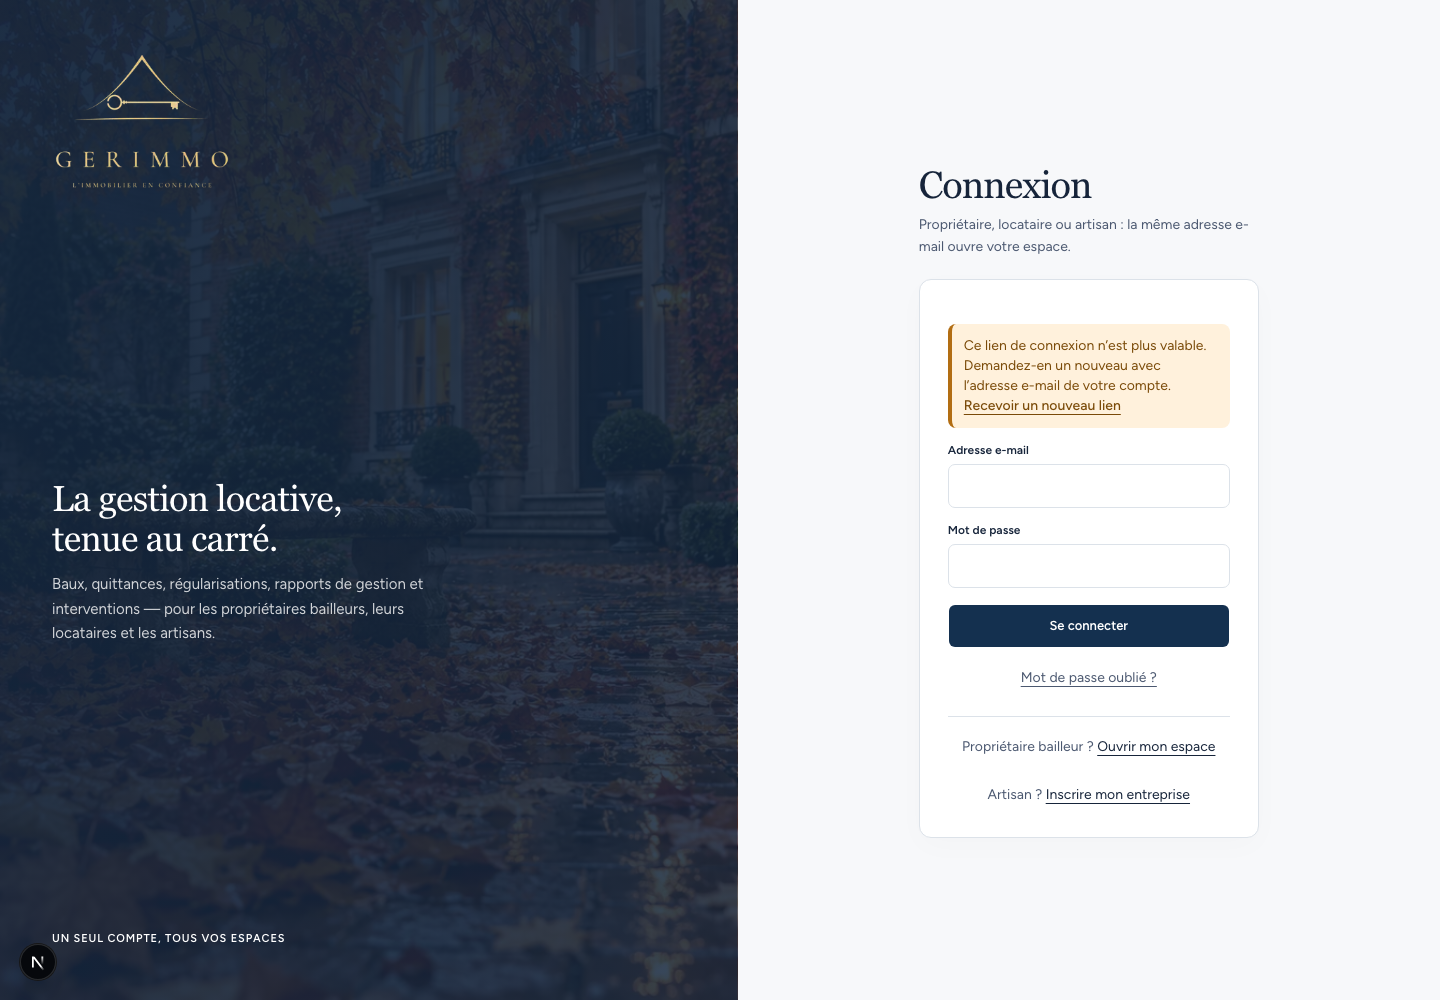 GERIMMO
L'IMMOBILIER EN CONFIANCE
La gestion locative,
tenue au carré.
Baux, quittances, régularisations, rapports de gestion et
interventions — pour les propriétaires bailleurs, leurs
locataires et les artisans.
UN SEUL COMPTE, TOUS VOS ESPACES
N
Connexion
Propriétaire, locataire ou artisan : la même adresse e-
mail ouvre votre espace.
Ce lien de connexion n’est plus valable.
Demandez-en un nouveau avec
l’adresse e-mail de votre compte.
Recevoir un nouveau lien
Adresse e-mail
Mot de passe
Se connecter
Mot de passe oublié ?
Propriétaire bailleur ? Ouvrir mon espace
Artisan ? Inscrire mon entreprise